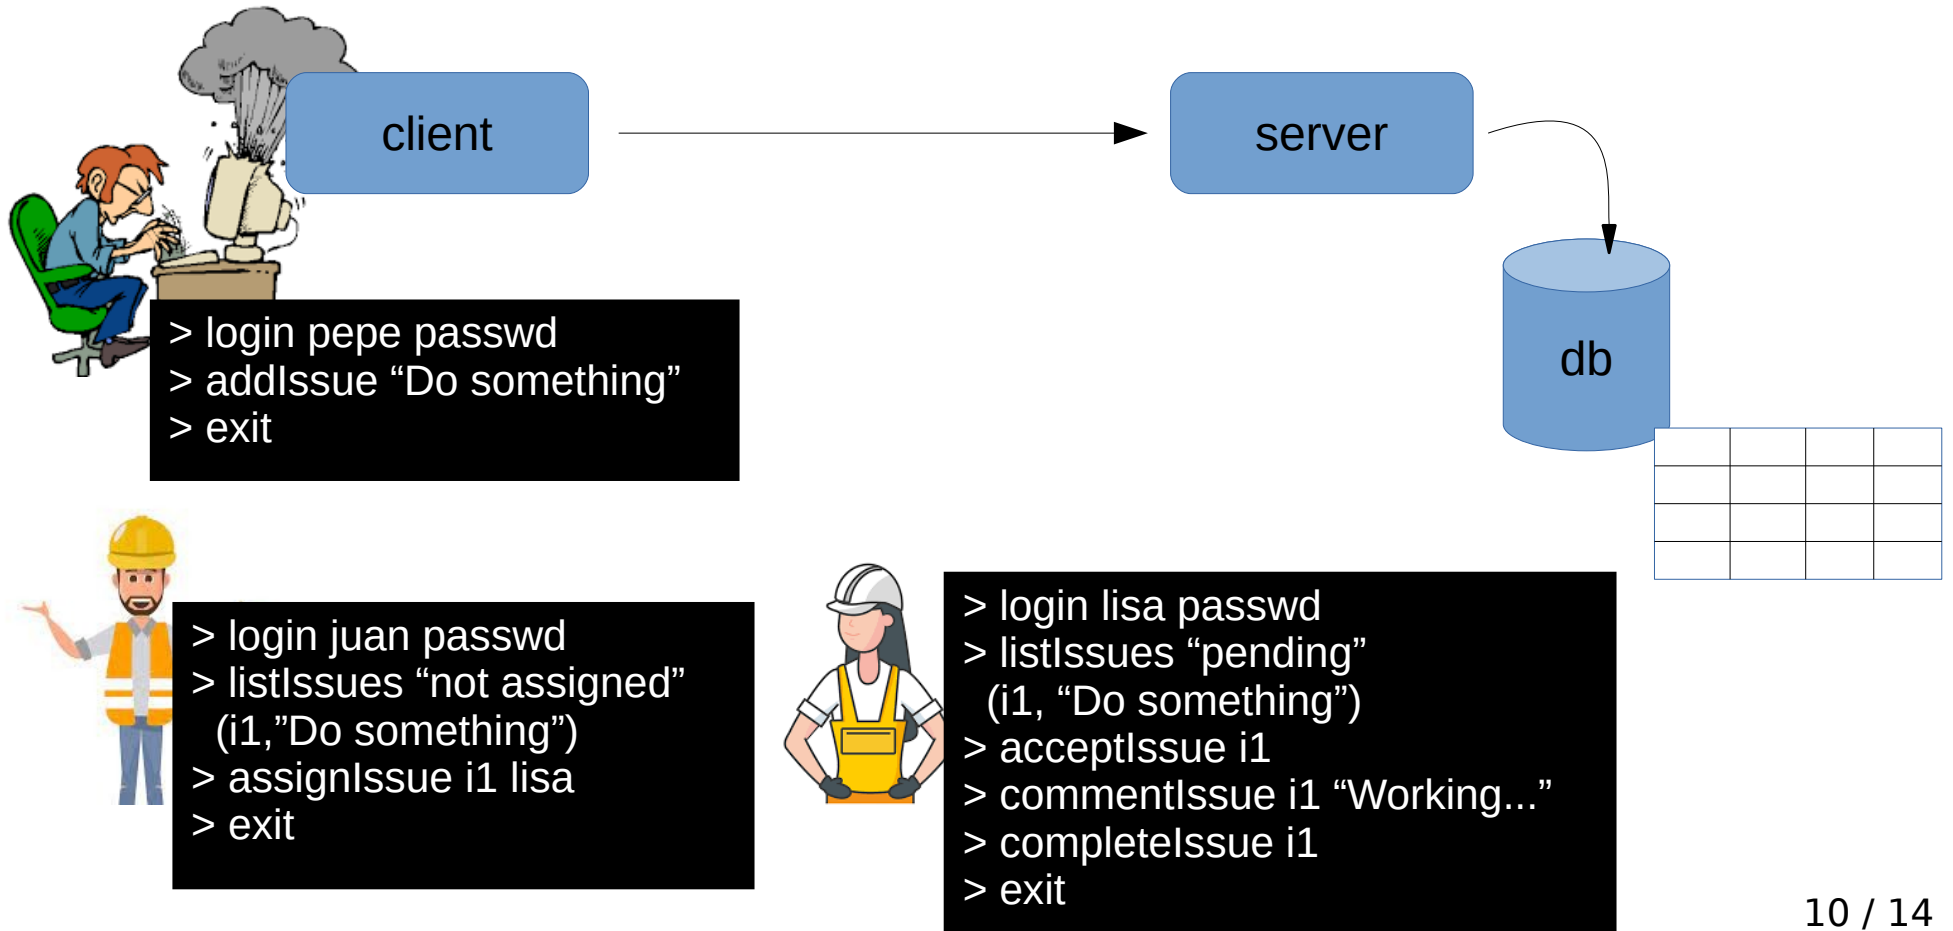 client
server
db
> login pepe passwd
> addIssue “Do something”
> exit
> login juan passwd
> listIssues “not assigned”
(i1,”Do something”)
> assignIssue i1 lisa
> exit
> login lisa passwd
> listIssues “pending”
(i1, “Do something”)
> acceptIssue i1
> commentIssue i1 “Working...”
> completeIssue i1
> exit
10 / 14